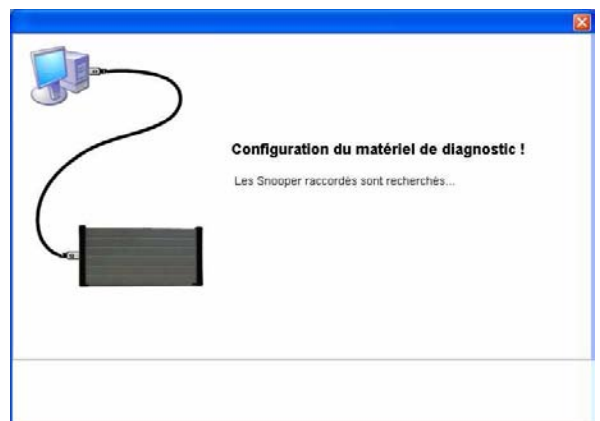 Configuration du matériel de diagnostic !
Les Snooper raccordés sont recherchés...